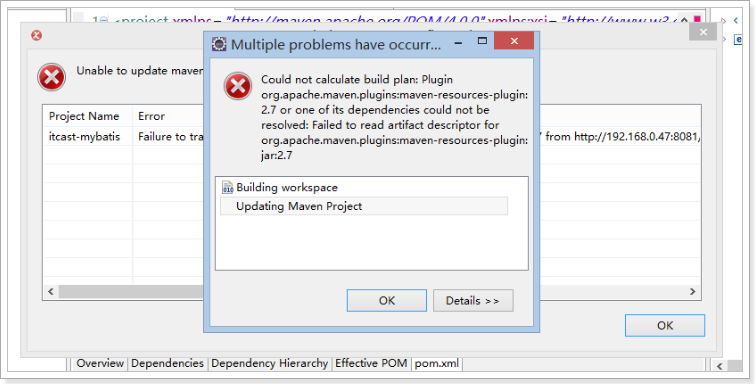 1 <project xmlns="http://maven.apache.org/POM/4.0.0" xmlns:xsi="http://www.w3
Multiple problems have occurr...
Unable to update maven
Could not calculate build plan: Plugin
org.apache.maven.plugins:maven-resources-plugin:
2.7 or one of its dependencies could not be
resolved: Failed to read artifact descriptor for
org.apache.maven.plugins:maven-resources-plugin:
jar:2.7
Project Name Error
itcast-mybatis Failure to tra
from http://192.168.0.47:8081/
Building workspace
Updating Maven Project
OK Details >>
OK
Overview Dependencies Dependency Hierarchy Effective POM pom.xml